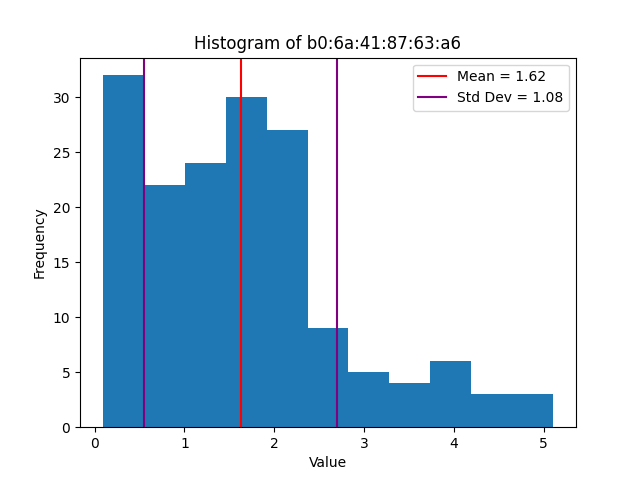 Histogram of b0:6a:41:87:63:a6
Mean = 1.62
Std Dev = 1.08
Frequency
30
25
20
15
10
5
0
0 1 2 3 4 5
Value